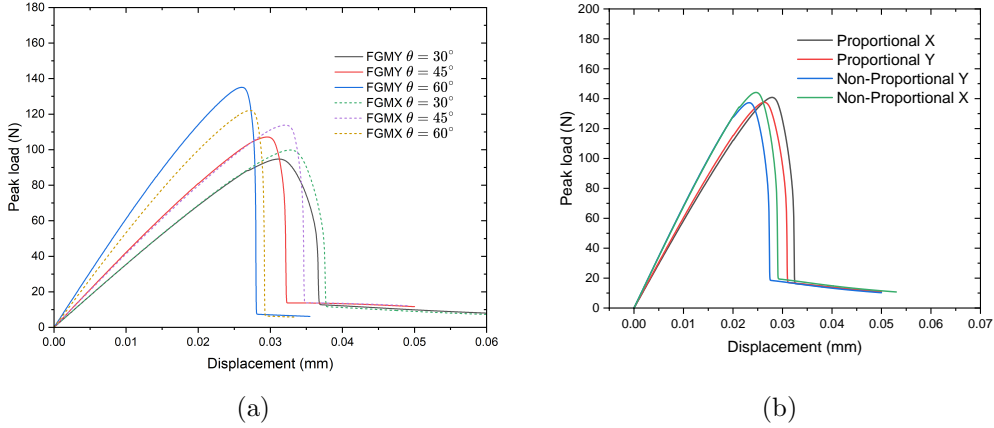 180
160
140
120
100
80
60
40
20
0
Peak load (N)
0.00 0.01 0.02 0.03 0.04 0.05 0.06
Displacement (mm)
FGMY θ = 30°
FGMY θ = 45°
FGMY θ = 60°
FGMX θ = 30°
FGMX θ = 45°
FGMX θ = 60°
(a)
200
180
160
140
120
100
80
60
40
20
0
Peak load (N)
0.00 0.01 0.02 0.03 0.04 0.05 0.06 0.07
Displacement (mm)
Proportional X
Proportional Y
Non-Proportional Y
Non-Proportional X
(b)